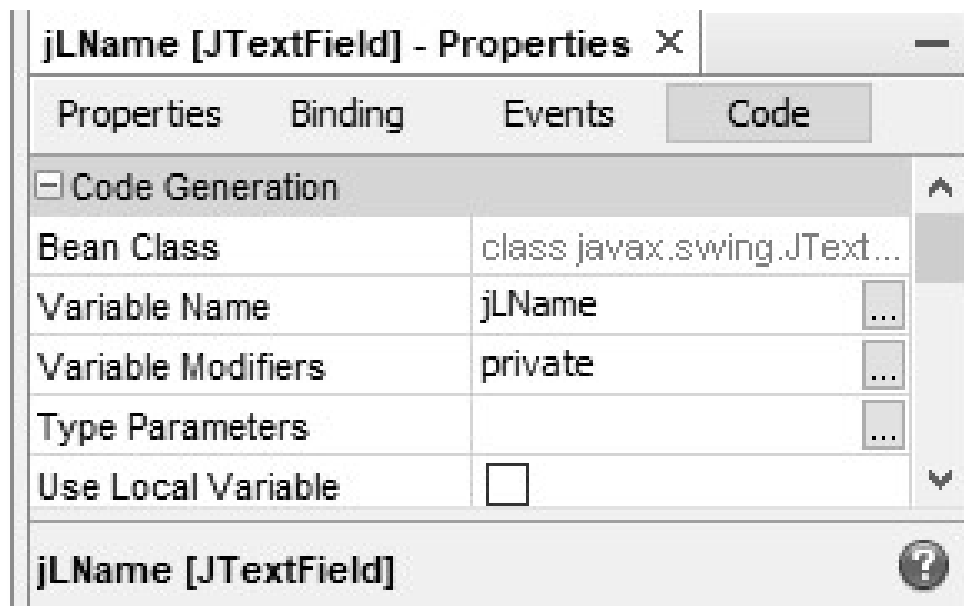 jLName [JTextField] - Properties ×
Properties Binding Events Code
Code Generation
Bean Class class javax.swing.JText...
Variable Name jLName ...
Variable Modifiers private ...
Type Parameters ...
Use Local Variable
jLName [JTextField] ?